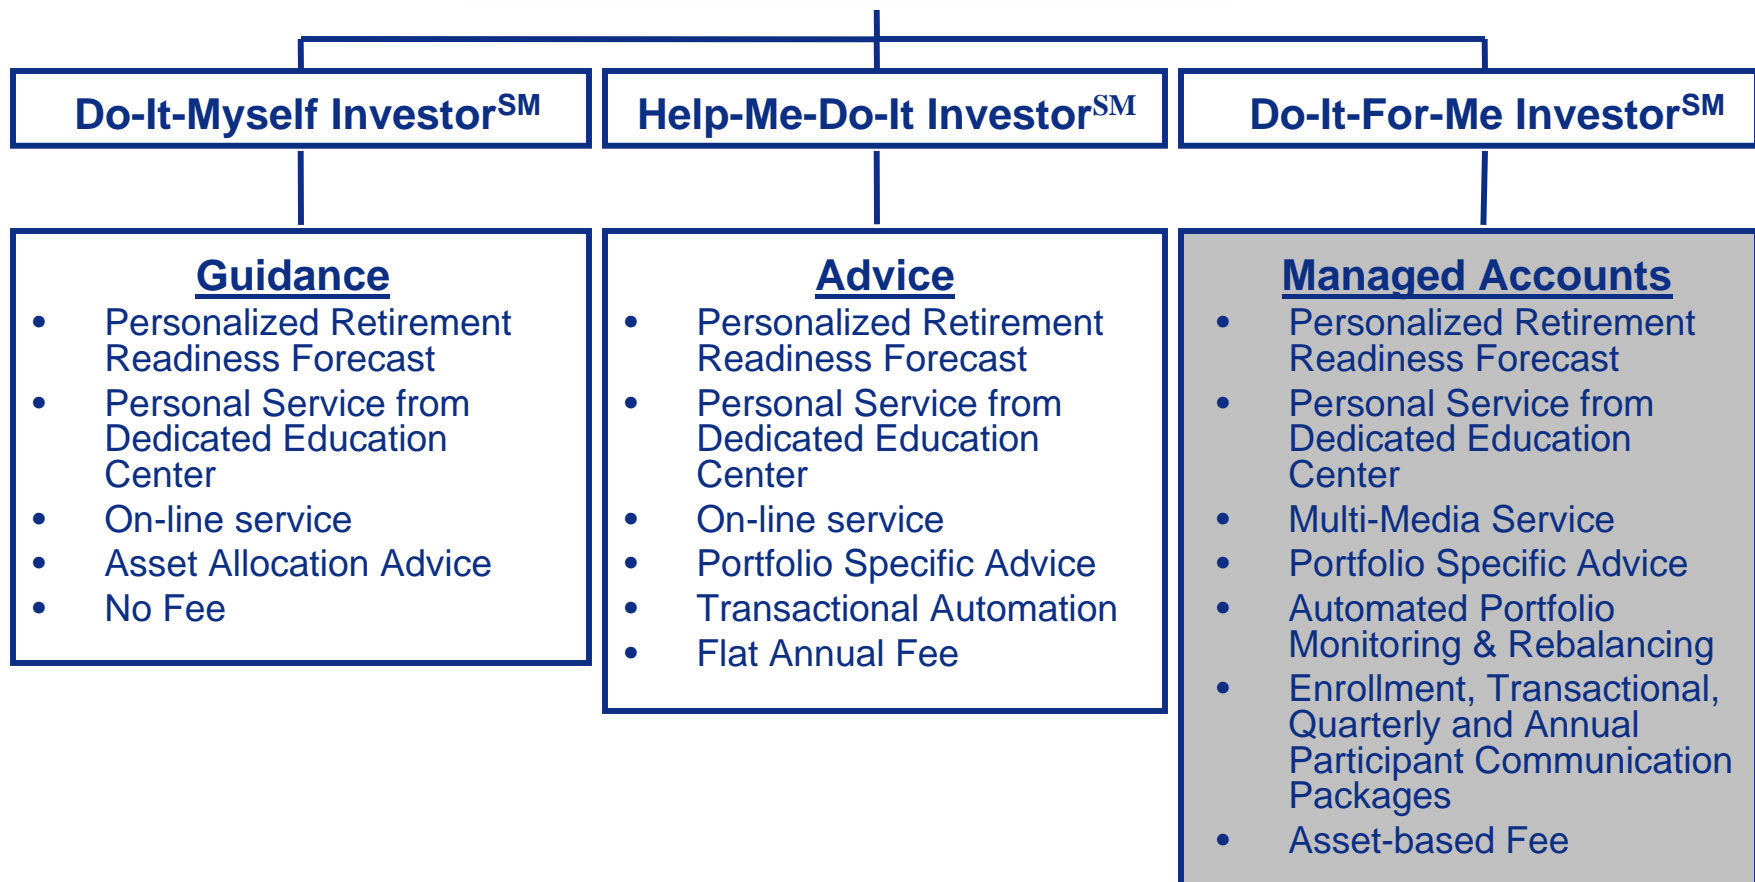 Do-It-Myself InvestorSM
Help-Me-Do-It InvestorSM
Do-It-For-Me InvestorSM
Guidance
• Personalized Retirement
Readiness Forecast
• Personal Service from
Dedicated Education
Center
• On-line service
• Asset Allocation Advice
• No Fee
Advice
• Personalized Retirement
Readiness Forecast
• Personal Service from
Dedicated Education
Center
• On-line service
• Portfolio Specific Advice
• Transactional Automation
• Flat Annual Fee
Managed Accounts
• Personalized Retirement
Readiness Forecast
• Personal Service from
Dedicated Education
Center
• Multi-Media Service
• Portfolio Specific Advice
• Automated Portfolio
Monitoring & Rebalancing
• Enrollment, Transactional,
Quarterly and Annual
Participant Communication
Packages
• Asset-based Fee